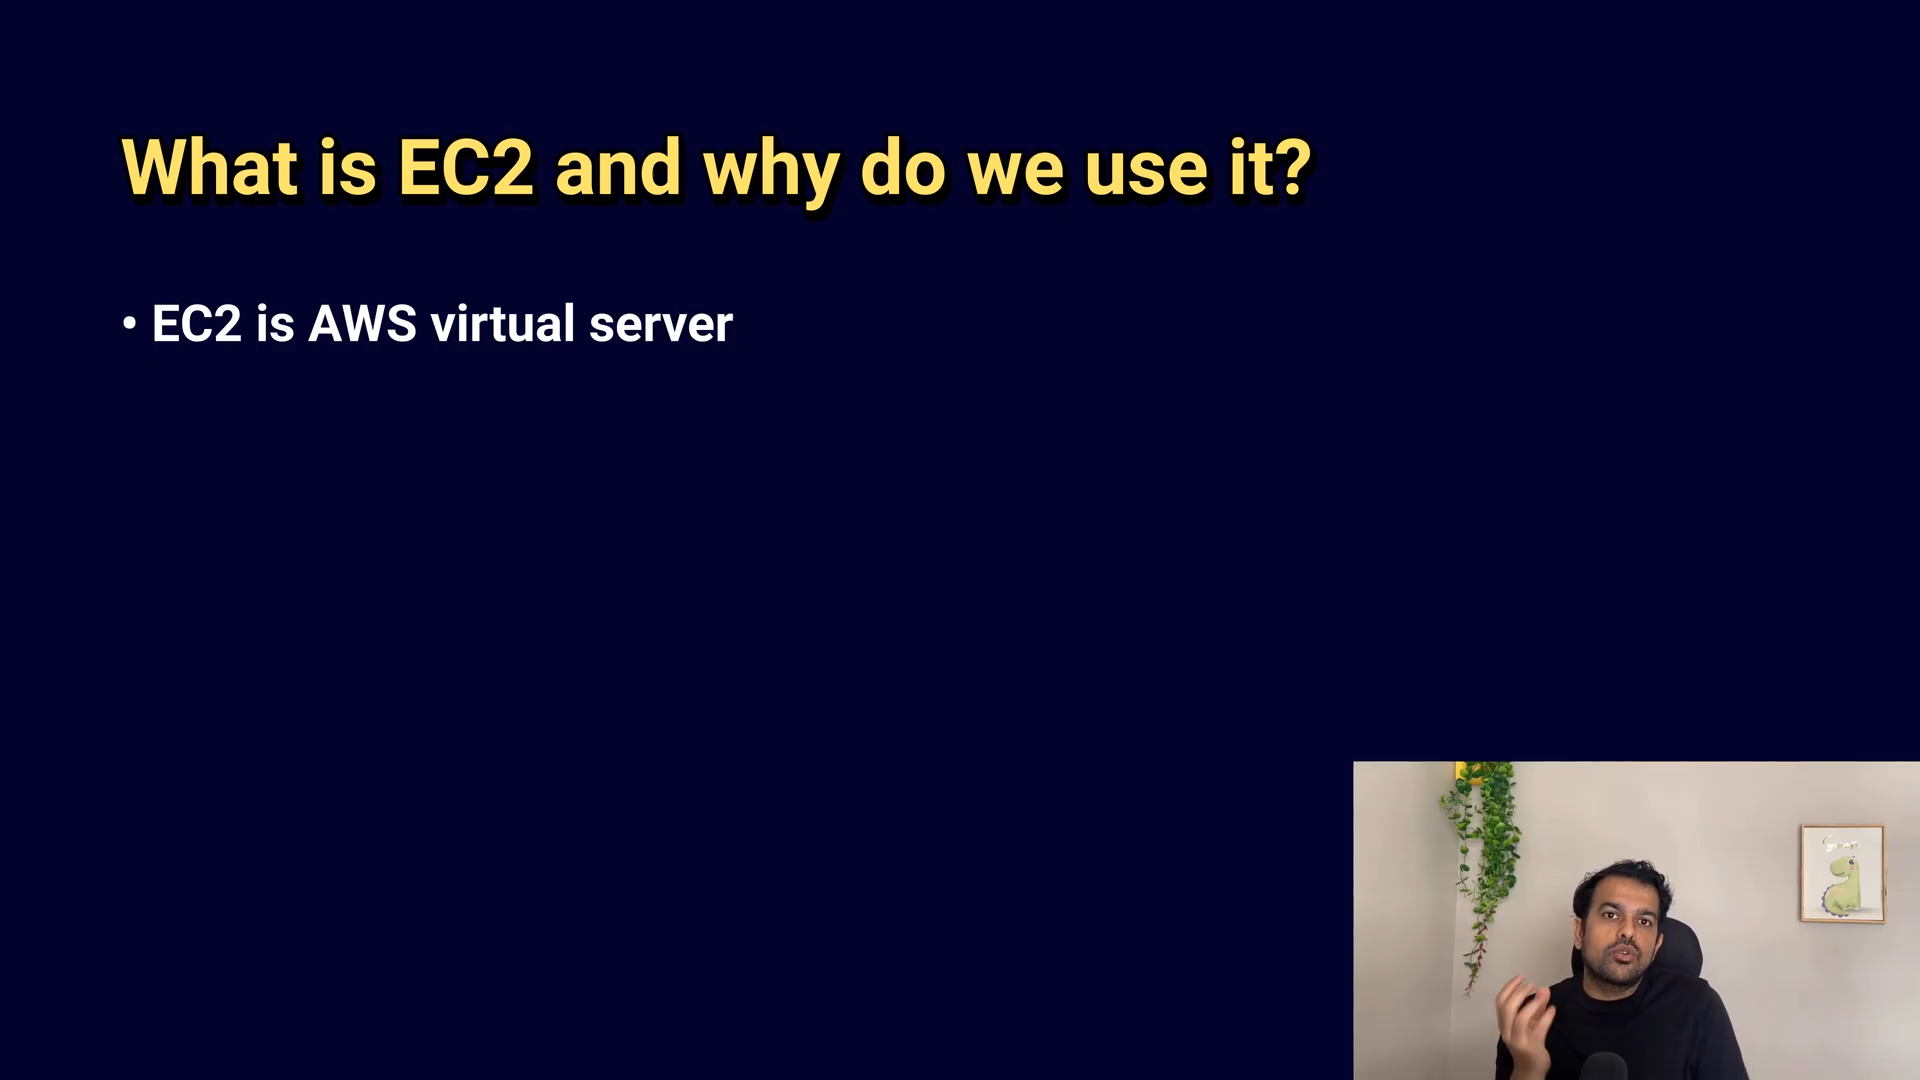 What is EC2 and why do we use it?
• EC2 is AWS virtual server